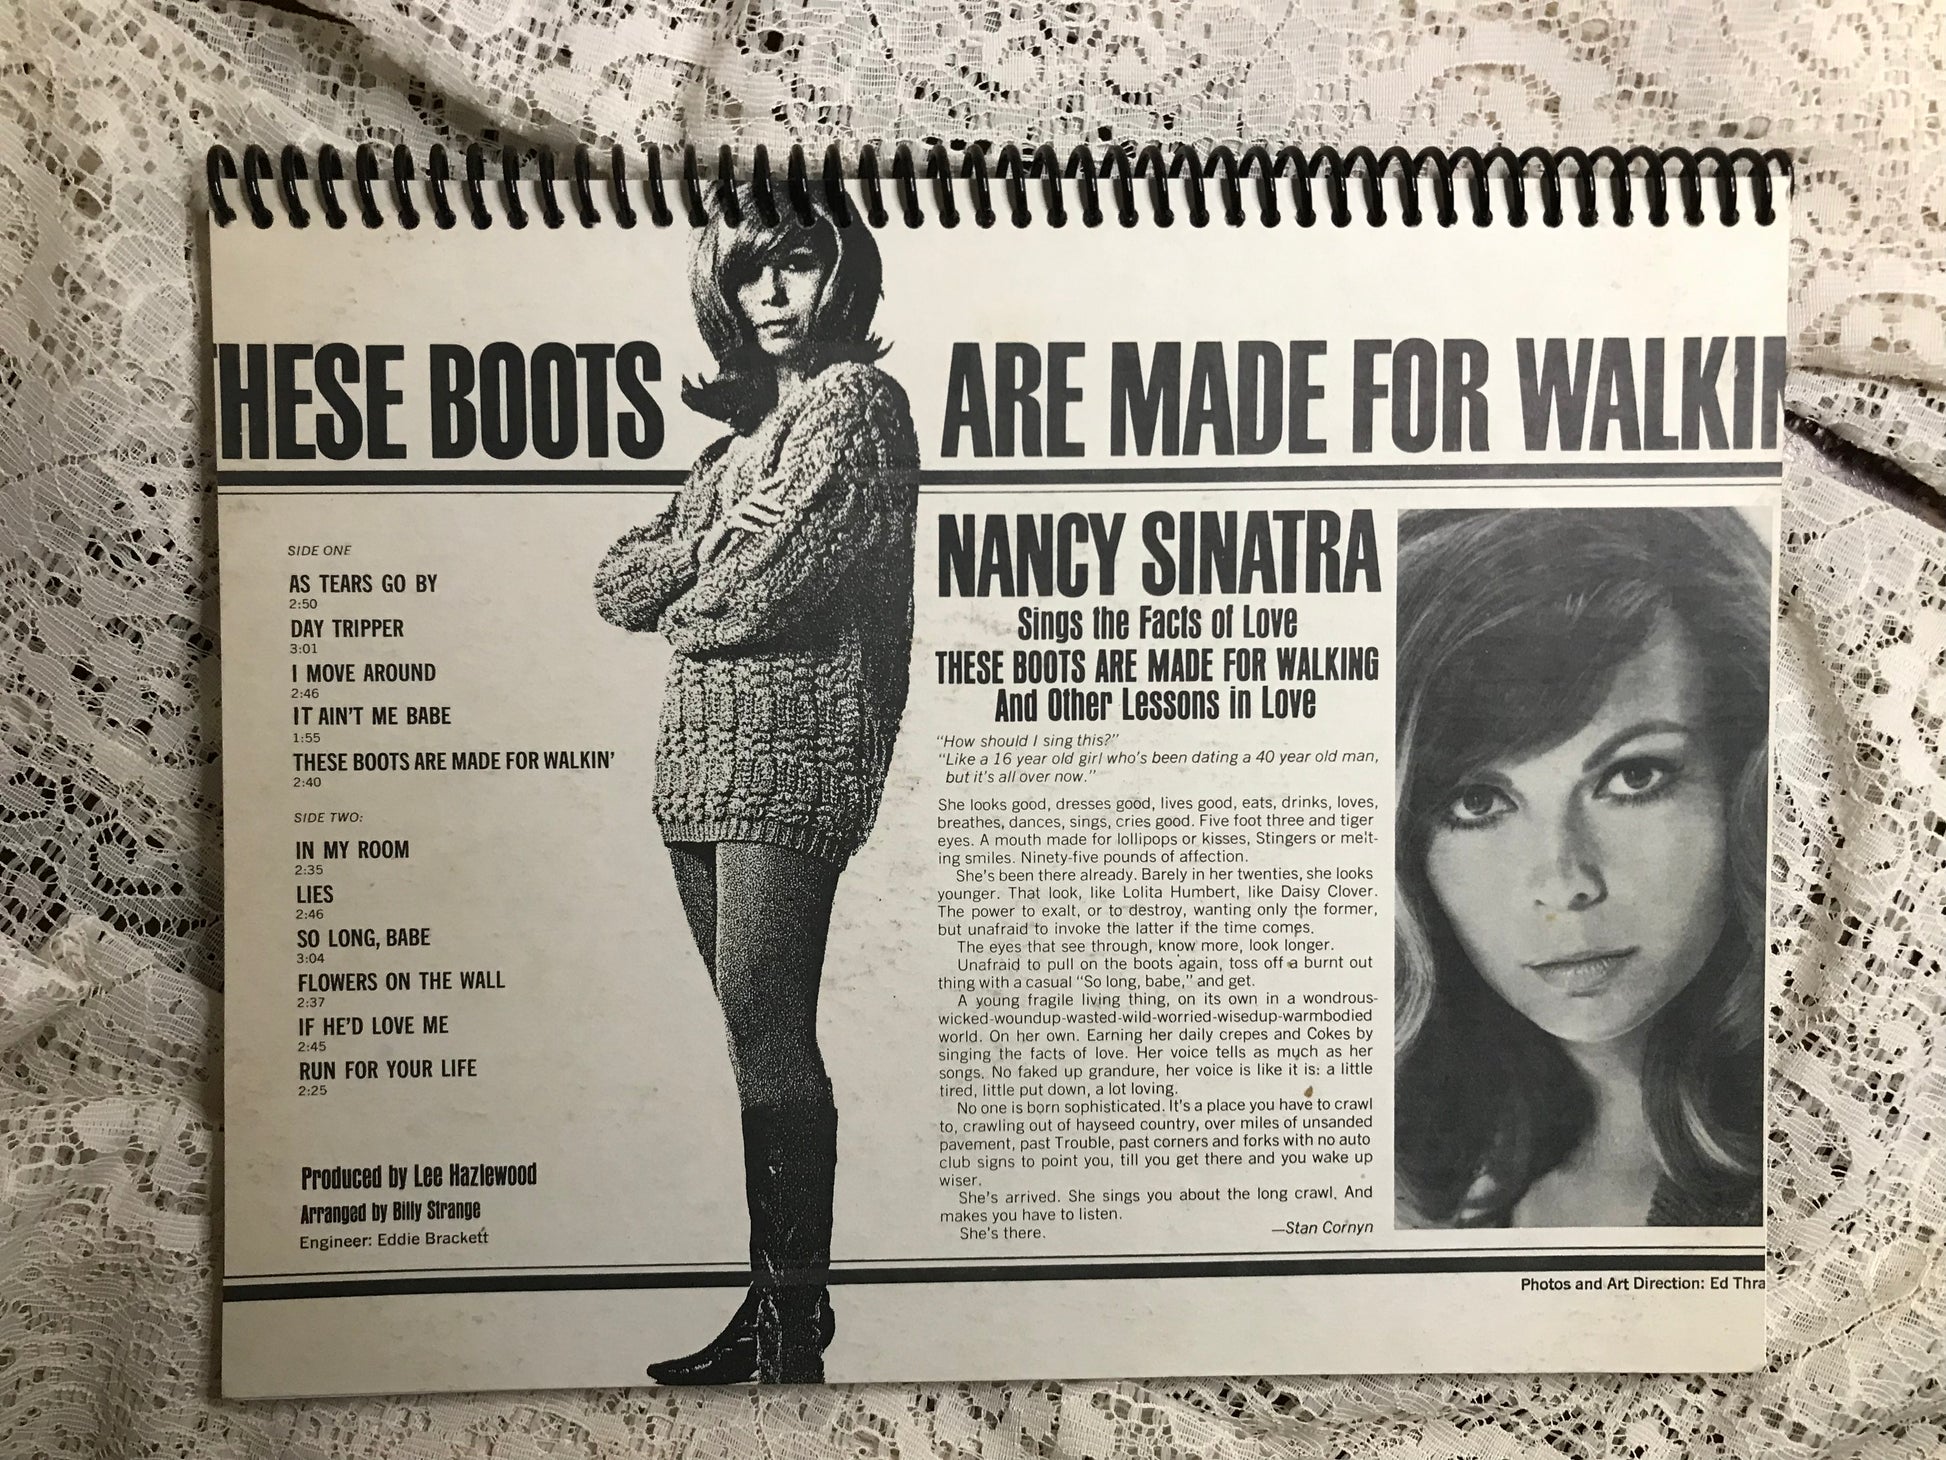 THESE BOOTS ARE MADE FOR WALKIN
SIDE ONE
AS TEARS GO BY
2:50
DAY TRIPPER
3:01
I MOVE AROUND
2:46
IT AIN'T ME BABE
1:55
THESE BOOTS ARE MADE FOR WALKIN'
2:40
SIDE TWO:
IN MY ROOM
2:35
LIES
2:46
SO LONG, BABE
3:04
FLOWERS ON THE WALL
2:37
IF HE'D LOVE ME
2:45
RUN FOR YOUR LIFE
2:25
Produced by Lee Hazlewood
Arranged by Billy Strange
Engineer: Eddie Brackett
NANCY SINATRA
Sings the Facts of Love
THESE BOOTS ARE MADE FOR WALKING
And Other Lessons in Love
"How should I sing this?"
"Like a 16 year old girl who's been dating a 40 year old man,
but it's all over now."
She looks good, dresses good, lives good, eats, drinks, loves,
breathes, dances, sings, cries good. Five foot three and tiger
eyes. A mouth made for lollipops or kisses, Stingers or melt-
ing smiles. Ninety-five pounds of affection.
She's been there already. Barely in her twenties, she looks
younger. That look, like Lolita Humbert, like Daisy Clover.
The power to exalt, or to destroy, wanting only the former,
but unafraid to invoke the latter if the time comes.
The eyes that see through, know more, look longer.
Unafraid to pull on the boots again, toss off a burnt out
thing with a casual "So long, babe," and get.
A young fragile living thing, on its own in a wondrous-
wicked-woundup-wasted-wild-worried-wisedup-warmbodied
world. On her own. Earning her daily crepes and Cokes by
singing the facts of love. Her voice tells as much as her
songs. No faked up grandure, her voice is like it is: a little
tired, little put down, a lot loving.
No one is born sophisticated. It's a place you have to crawl
to, crawling out of hayseed country, over miles of unsanded
pavement, past Trouble, past corners and forks with no auto
club signs to point you, till you get there and you wake up
wiser.
She's arrived. She sings you about the long crawl. And
makes you have to listen.
She's there.
—Stan Cornyn
Photos and Art Direction: Ed Thra